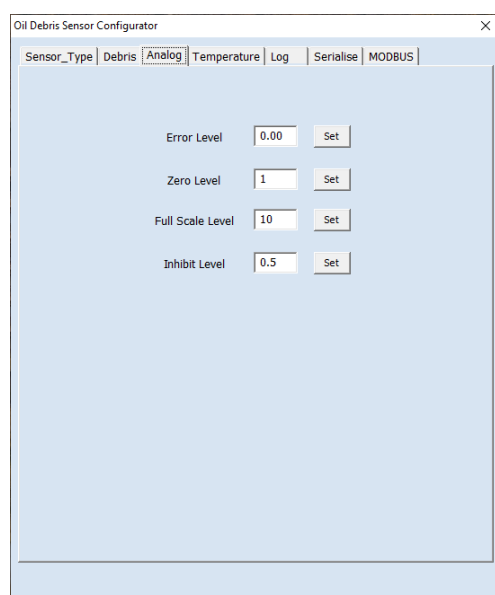 Oil Debris Sensor Configurator
Sensor_Type Debris Analog Temperature Log Serialise MODBUS
Error Level 0.00 Set
Zero Level 1 Set
Full Scale Level 10 Set
Inhibit Level 0.5 Set